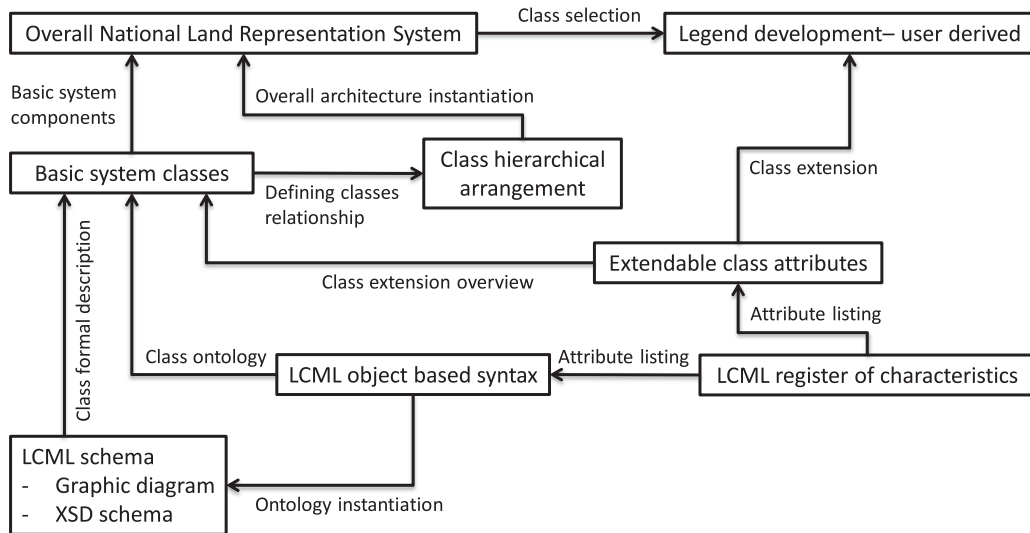 Class selection
Overall National Land Representation System
Legend development– user derived
Basic system
components
Overall architecture instantiation
Class hierarchical
arrangement
Basic system classes
Defining classes
relationship
Class extension
Class formal description
Extendable class attributes
Class extension overview
Attribute listing
Class ontology
LCML object based syntax
Attribute listing
LCML register of characteristics
LCML schema
- Graphic diagram
- XSD schema
Ontology instantiation